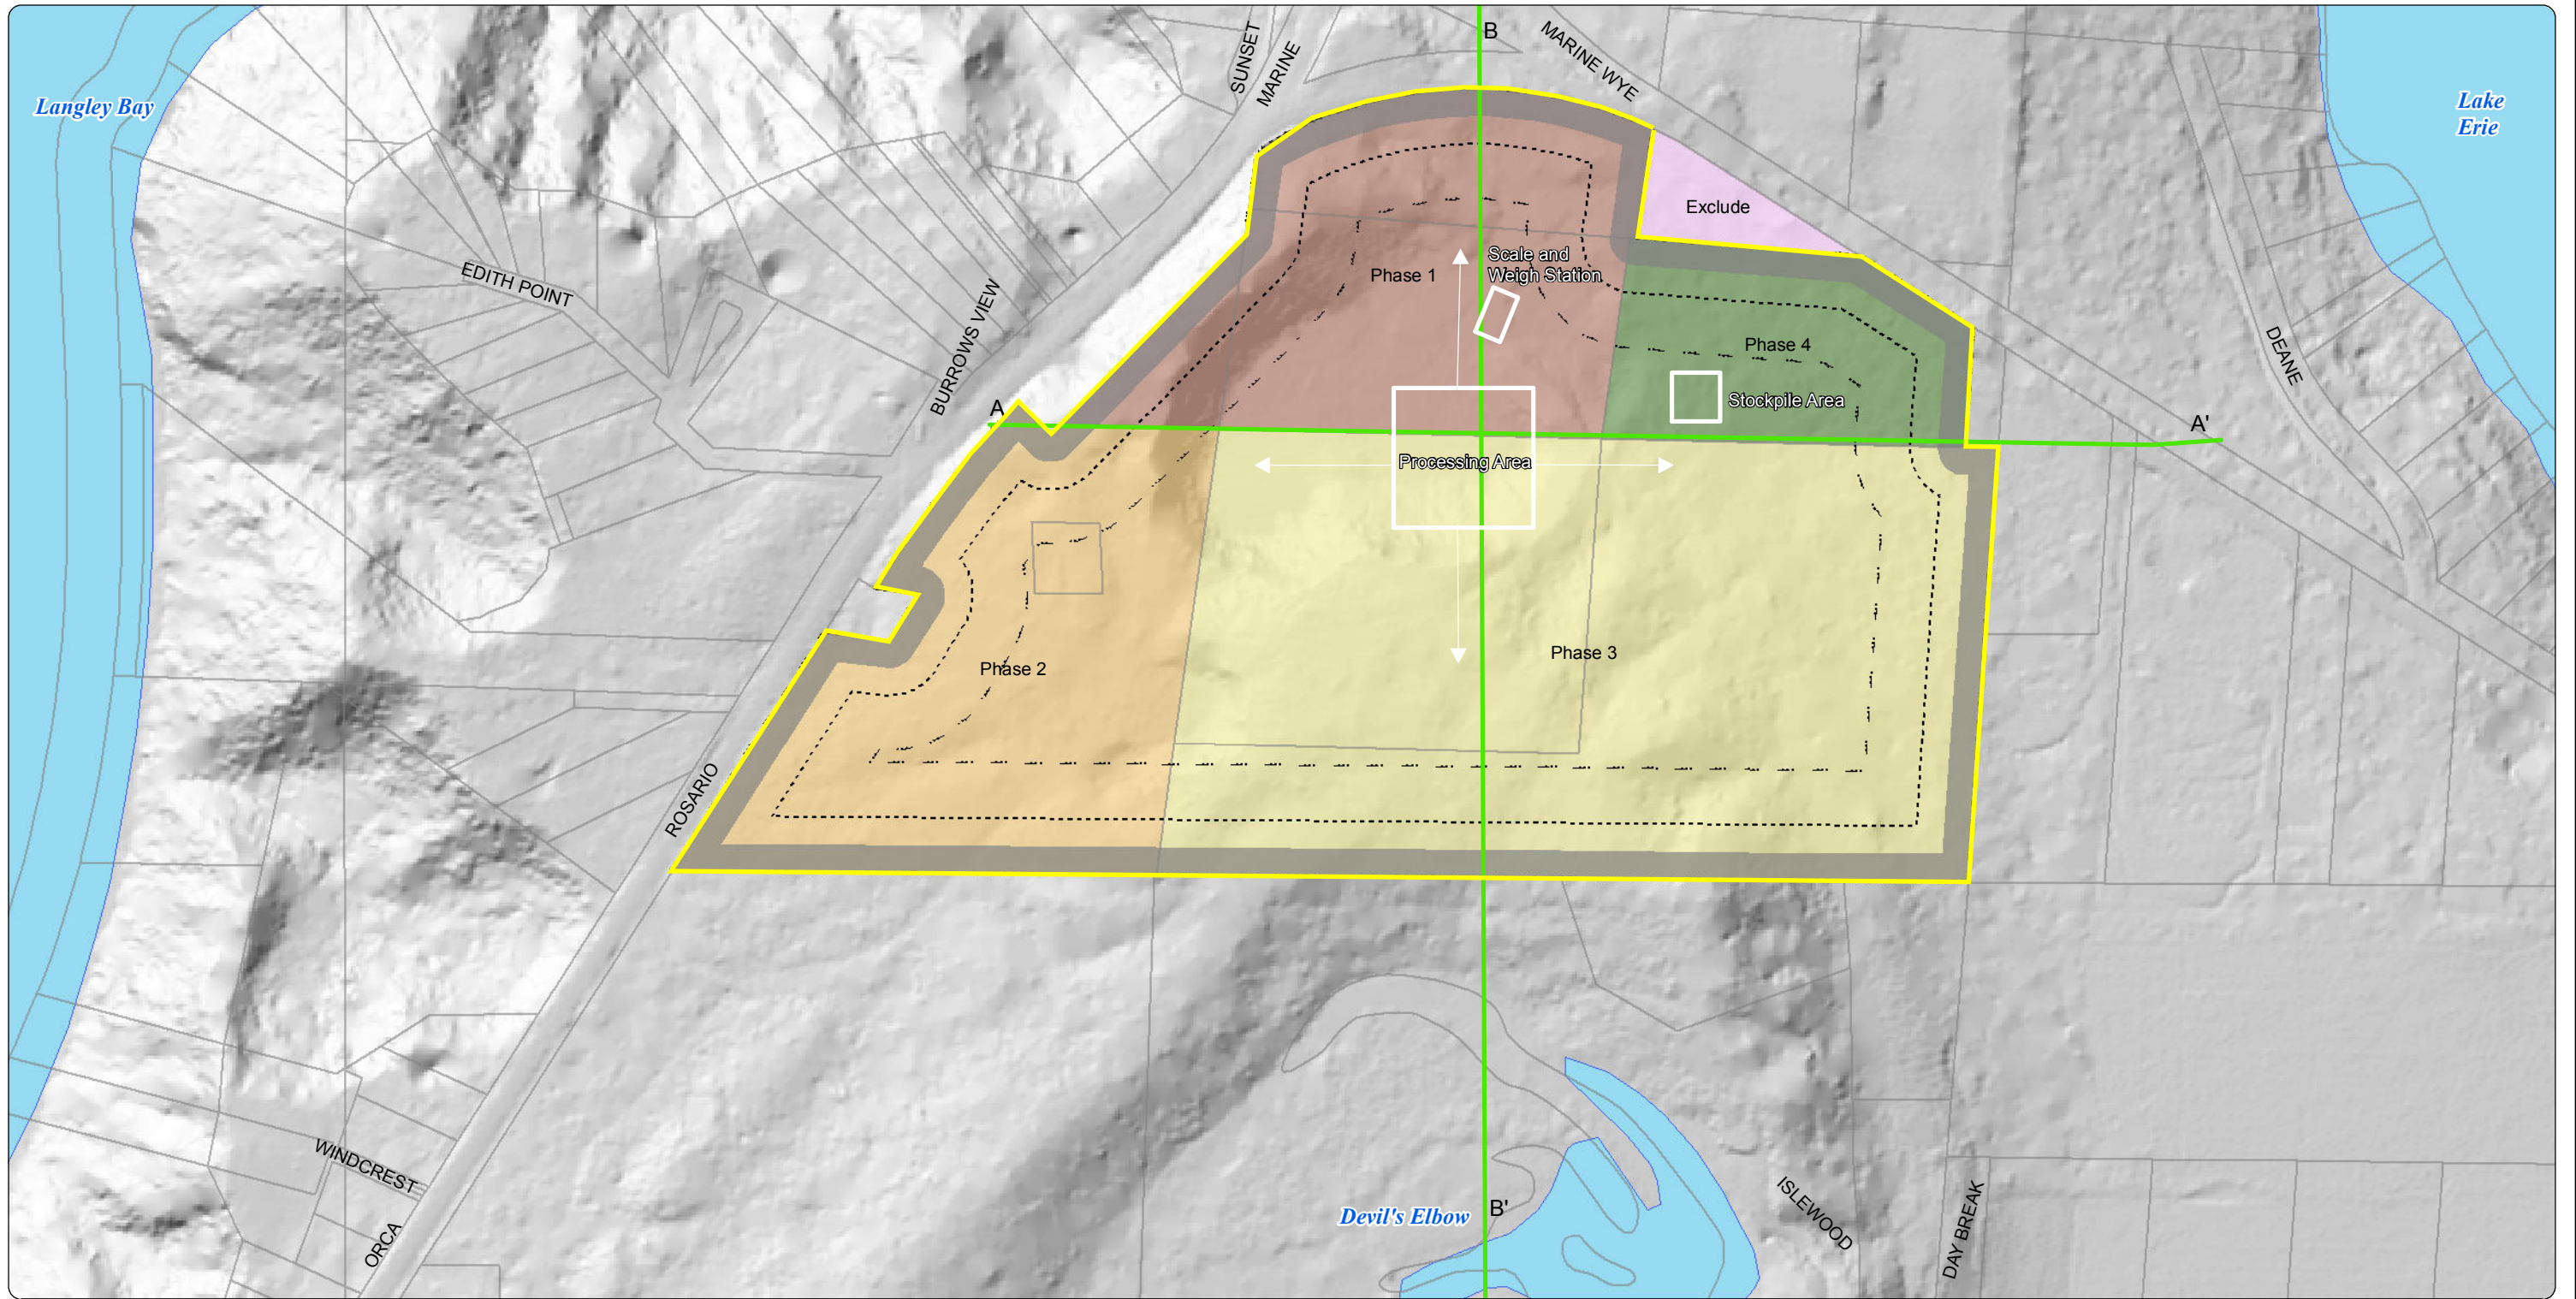 B
SUNSET
MARINE
MARINE WYE
Langley Bay
Lake
Erie
Exclude
Scale and
Weigh Station
Phase 1
EDITH POINT
BURROWS VIEW
Phase 4
DEANE
Stockpile Area
A
A'
Processing Area
Phase 3
Phase 2
ROSARIO
WINDCREST
ORCA
Devil's Elbow
B'
ISLEWOOD
DAY BREAK